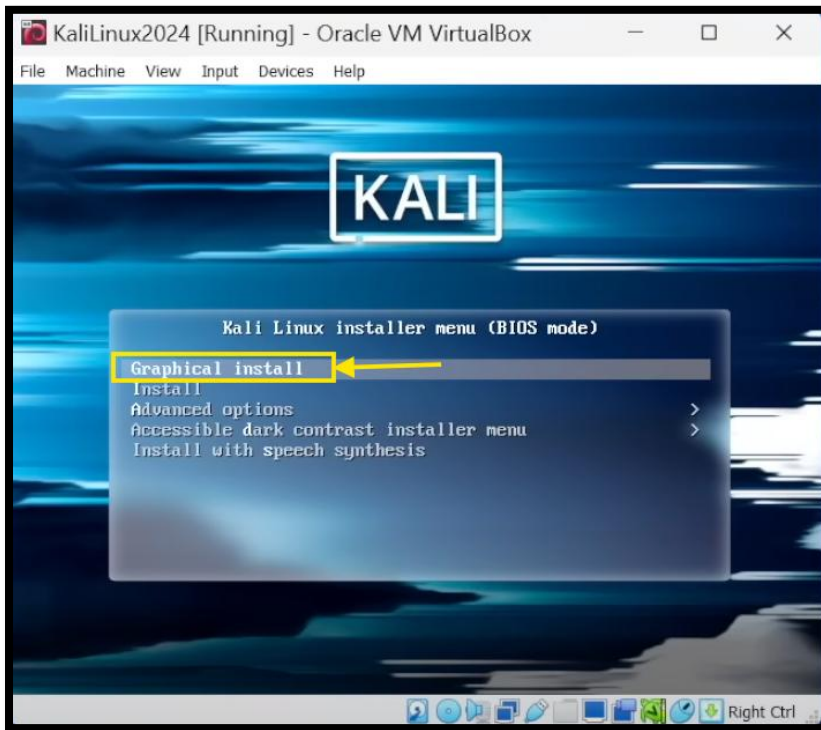 KaliLinux2024 [Running] - Oracle VM VirtualBox
File Machine View Input Devices Help
KALI
Kali Linux installer menu (BIOS mode)
Graphical install
Install
Advanced options >
Accessible dark contrast installer menu >
Install with speech synthesis
Right Ctrl